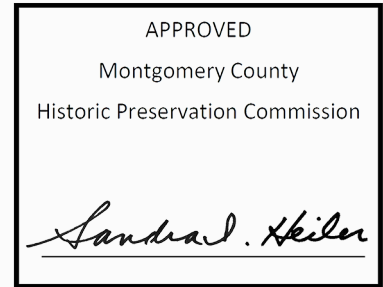 APPROVED
Montgomery County
Historic Preservation Commission
Sandra I. Heiler